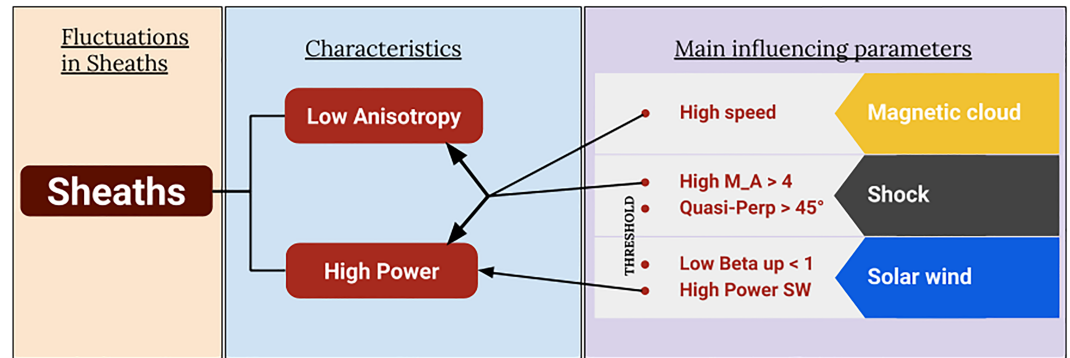 Fluctuations
in Sheaths
Characteristics
Main influencing parameters
Sheaths
Low Anisotropy
High Power
THRESHOLD
High speed
Magnetic cloud
High M_A > 4
Quasi-Perp > 45°
Shock
Low Beta up < 1
High Power SW
Solar wind